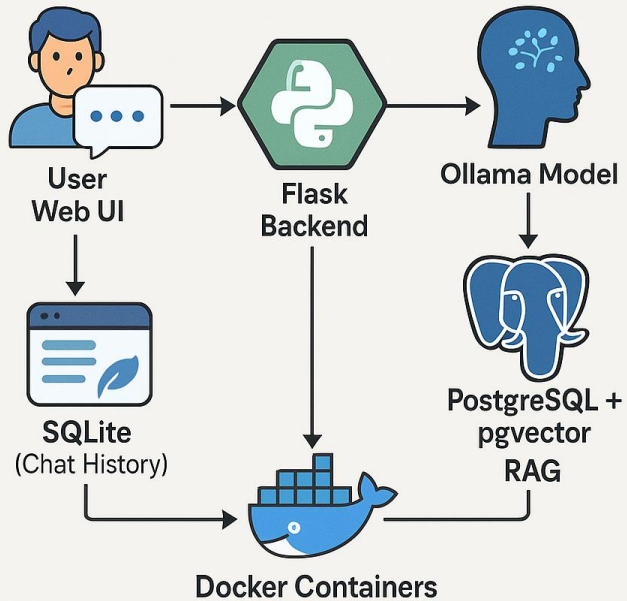 User
Web UI
Flask
Backend
Ollama Model
SQLite
(Chat History)
PostgreSQL +
pgvector
RAG
Docker Containers